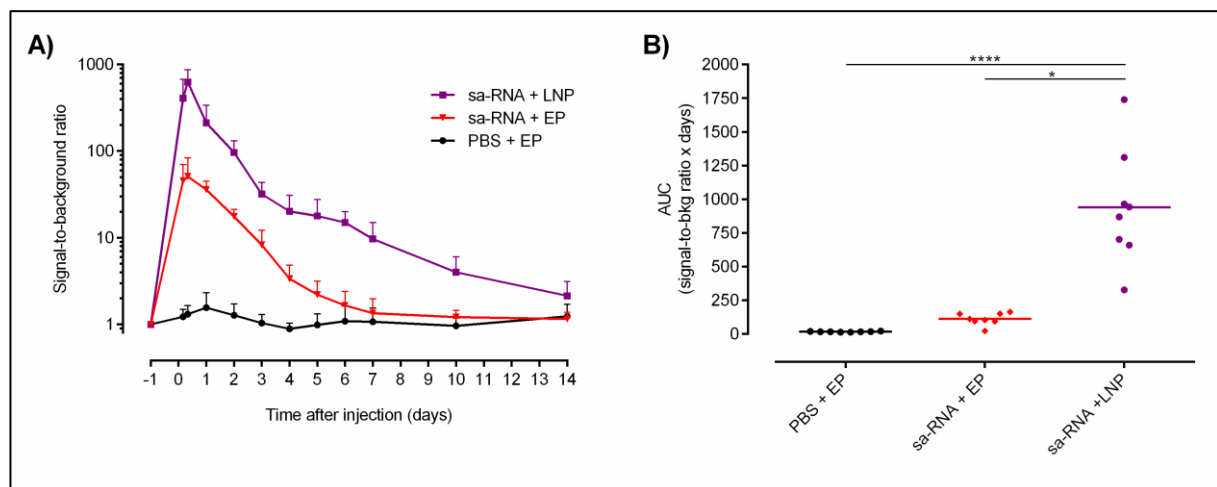 A)
Signal-to-background ratio
1000
100
10
1
sa-RNA + LNP
sa-RNA + EP
PBS + EP
-1 0 1 2 3 4 5 6 7 8 9 10 11 12 13 14
Time after injection (days)
B)
AUC
(signal-to-bkg ratio x days)
2000
1750
1500
1250
1000
750
500
250
0
****
*
PBS + EP
sa-RNA + EP
sa-RNA +LNP